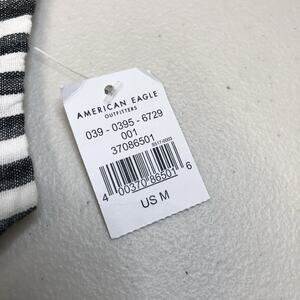 AMERICAN EAGLE
OUTFITTERS
039 - 0395 - 6729
001
37086501
4 00370 86501 6
US M